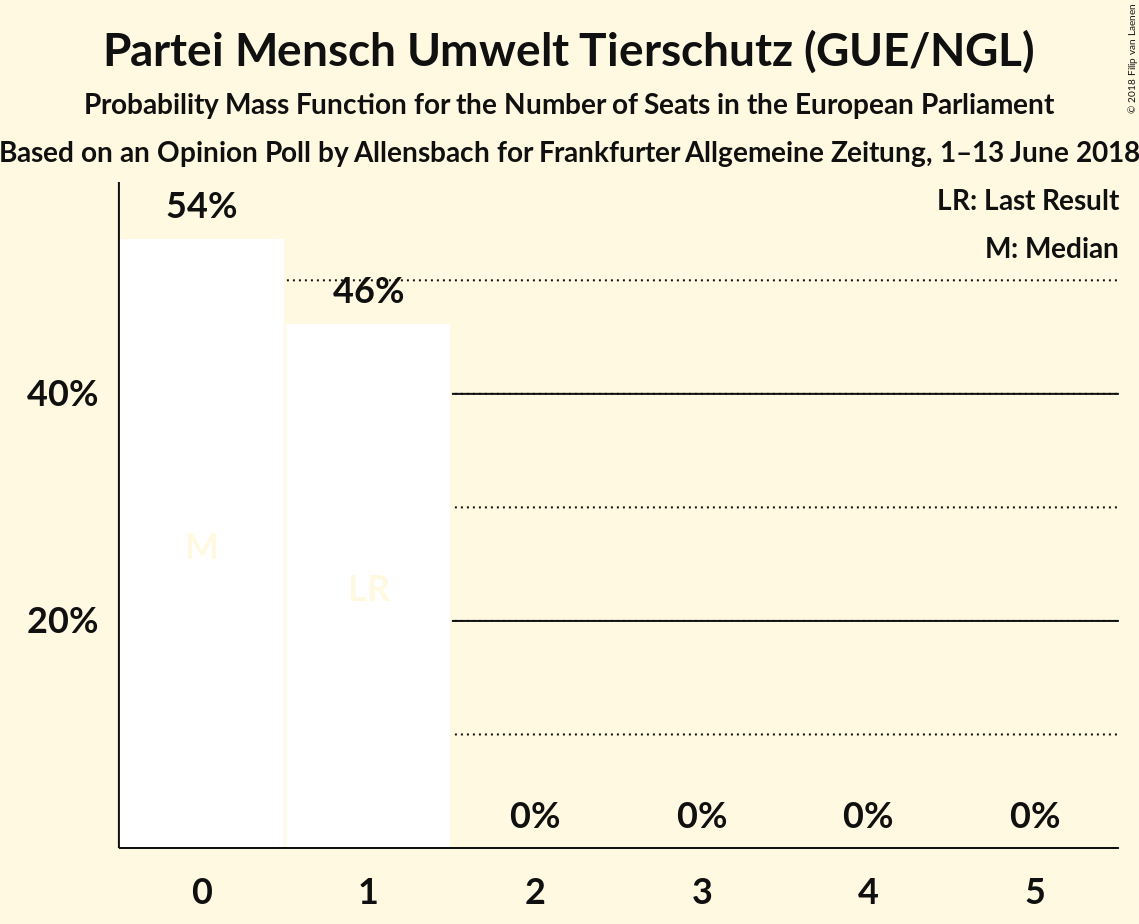 Partei Mensch Umwelt Tierschutz (GUE/NGL)
Probability Mass Function for the Number of Seats in the European Parliament
Based on an Opinion Poll by Allensbach for Frankfurter Allgemeine Zeitung, 1–13 June 2018
© 2018 Filip van Laenen
LR: Last Result
M: Median
54%
46%
40%
M
LR
20%
0% 0% 0% 0%
0 1 2 3 4 5